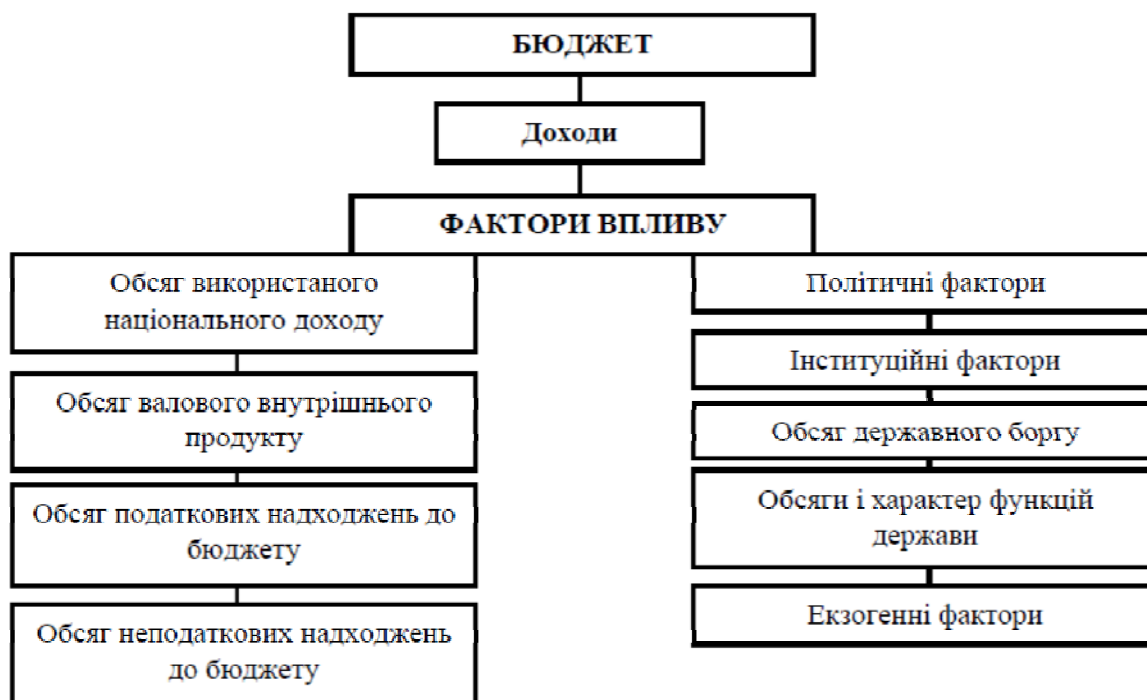 БЮДЖЕТ
Доходи
ФАКТОРИ ВПЛИВУ
Обсяг використаного
національного доходу
Обсяг валового внутрішнього
продукту
Обсяг податкових надходжень до
бюджету
Обсяг неподаткових надходжень
до бюджету
Політичні фактори
Інституційні фактори
Обсяг державного боргу
Обсяги і характер функцій
держави
Екзогенні фактори